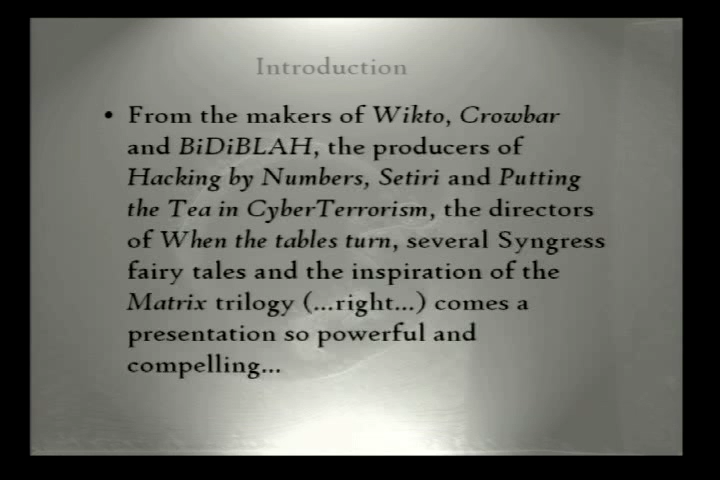 Introduction
• From the makers of Wikto, Crowbar
and BiDiBLAH, the producers of
Hacking by Numbers, Setiri and Putting
the Tea in CyberTerrorism, the directors
of When the tables turn, several Syngress
fairy tales and the inspiration of the
Matrix trilogy (...right...) comes a
presentation so powerful and
compelling...